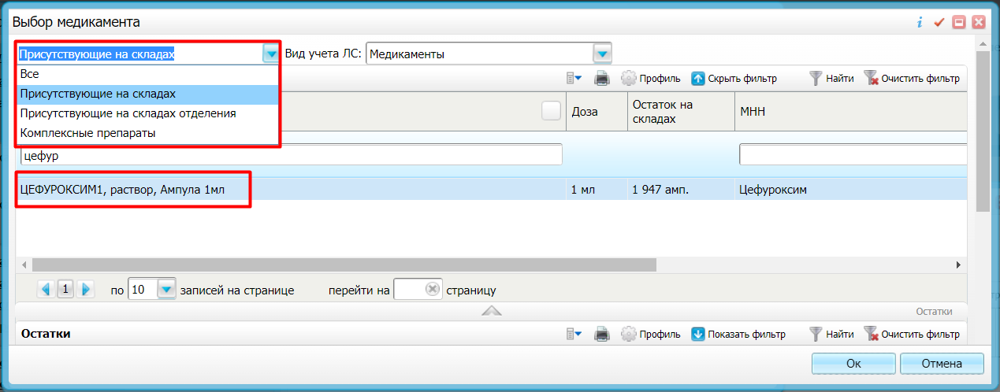 Выбор медикамента
Присутствующие на складах Вид учета ЛС: Медикаменты
Все
Присутствующие на складах
Присутствующие на складах отделения
Комплексные препараты
Профиль Скрыть фильтр Найти Очистить фильтр
Доза Остаток на складах МНН
цефур
ЦЕФУРОКСИМ1, раствор, Ампула 1мл 1 мл 1 947 амп. Цефуроксим
1 по 10 записей на странице перейти на страницу
Остатки
Остатки Профиль Показать фильтр Найти Очистить фильтр
Ок Отмена